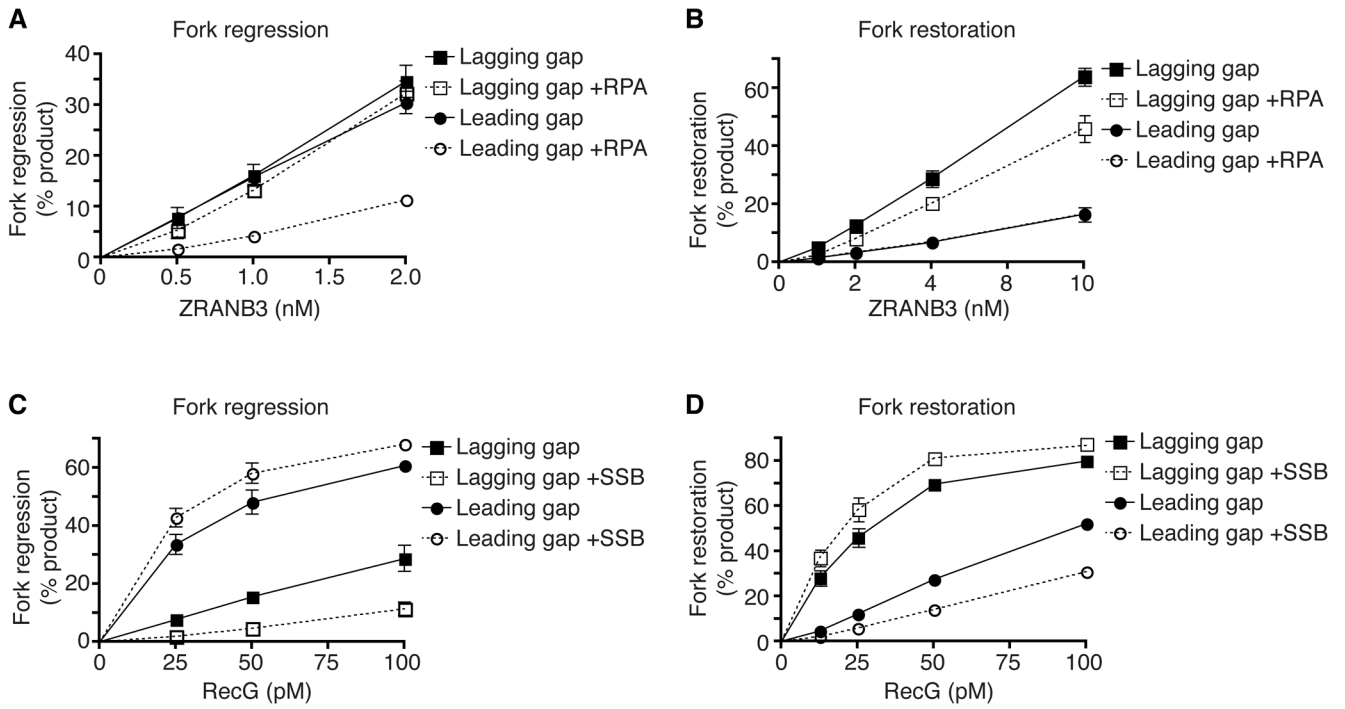 A
Fork regression
Fork regression
(% product)
40
30
20
10
0
0
0.5
1.0
1.5
2.0
ZRANB3 (nM)
Lagging gap
Lagging gap +RPA
Leading gap
Leading gap +RPA
B
Fork restoration
Fork restoration
(% product)
60
40
20
0
0
2
4
8
10
ZRANB3 (nM)
Lagging gap
Lagging gap +RPA
Leading gap
Leading gap +RPA
C
Fork regression
Fork regression
(% product)
60
40
20
0
0
25
50
75
100
RecG (pM)
Lagging gap
Lagging gap +SSB
Leading gap
Leading gap +SSB
D
Fork restoration
Fork restoration
(% product)
80
60
40
20
0
0
25
50
75
100
RecG (pM)
Lagging gap
Lagging gap +SSB
Leading gap
Leading gap +SSB